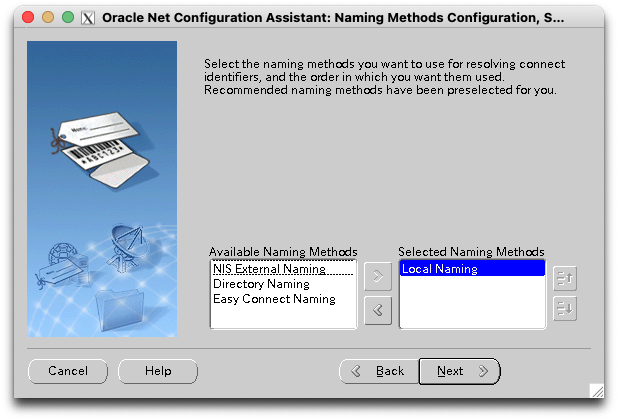 Oracle Net Configuration Assistant: Naming Methods Configuration, S...
Select the naming methods you want to use for resolving connect
identifiers, and the order in which you want them used.
Recommended naming methods have been preselected for you.
Name:
ABC123
Available Naming Methods
NIS External Naming
Directory Naming
Easy Connect Naming
Selected Naming Methods
Local Naming
Cancel
Help
Back
Next